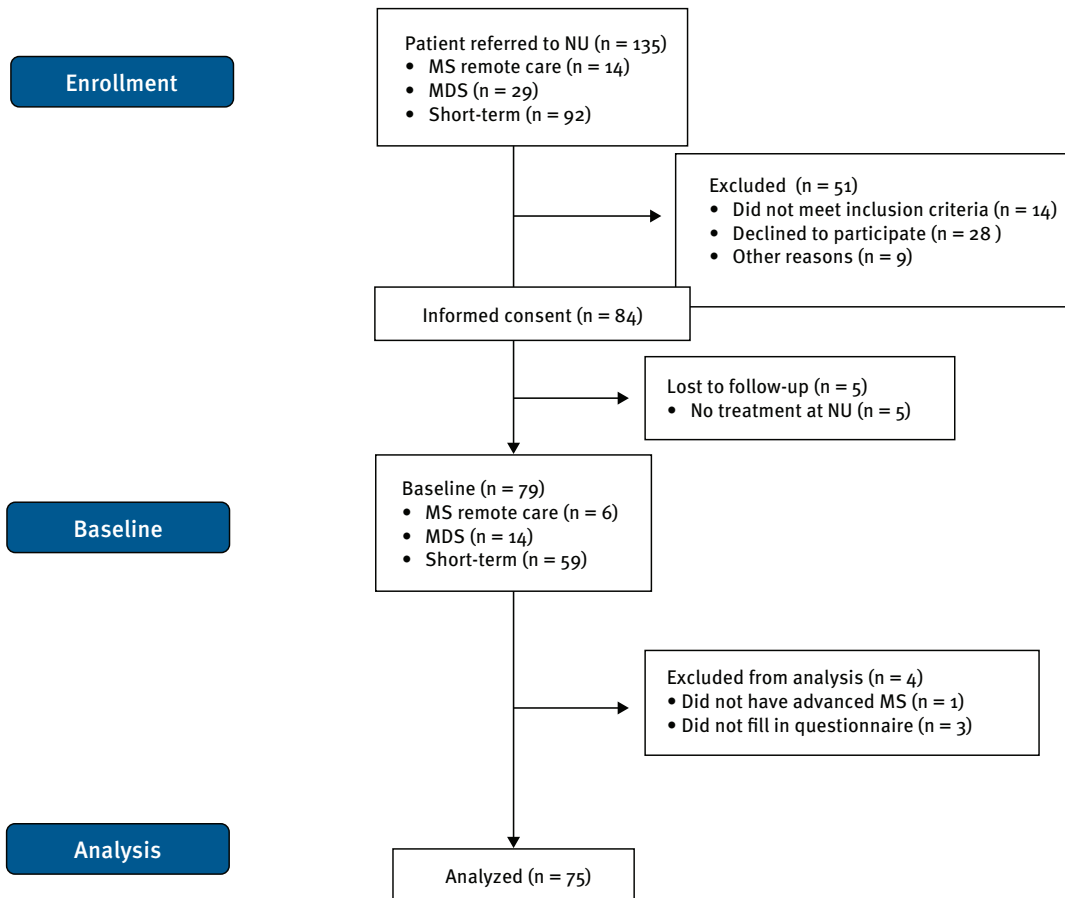 Enrollment
Patient referred to NU (n = 135)
• MS remote care (n = 14)
• MDS (n = 29)
• Short-term (n = 92)
Excluded (n = 51)
• Did not meet inclusion criteria (n = 14)
• Declined to participate (n = 28 )
• Other reasons (n = 9)
Informed consent (n = 84)
Lost to follow-up (n = 5)
• No treatment at NU (n = 5)
Baseline
Baseline (n = 79)
• MS remote care (n = 6)
• MDS (n = 14)
• Short-term (n = 59)
Excluded from analysis (n = 4)
• Did not have advanced MS (n = 1)
• Did not fill in questionnaire (n = 3)
Analysis
Analyzed (n = 75)